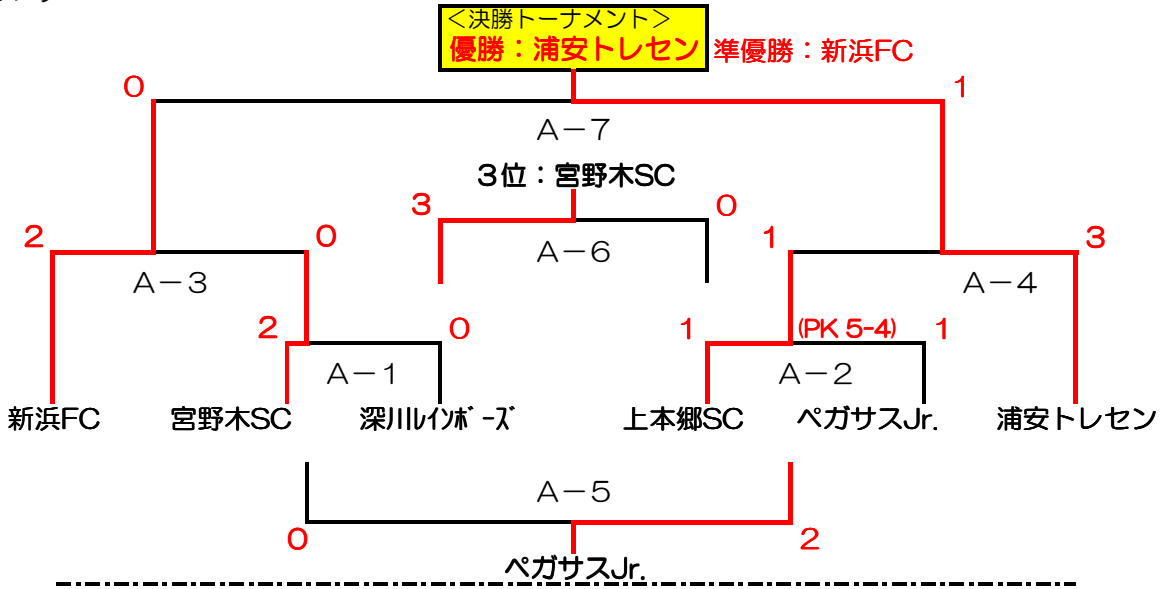 ＜決勝トーナメント＞
優勝：浦安トレセン 準優勝：新浜FC
0 1
A－7
3位：宮野木SC
3 0
2 0 A－6 1 3
A－3 A－4
2 0 1 (PK 5-4) 1
A－1 A－2
新浜FC 宮野木SC 深川ﾚｲﾝﾎﾞｰｽﾞ 上本郷SC ペガサスJr. 浦安トレセン
A－5
0 2
ペガサスJr.